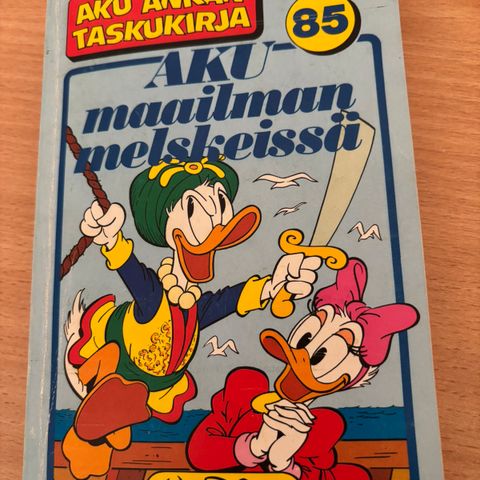 AKU ANKAN
TASKUKIRJA
85
AKU
maailman
melskeissä